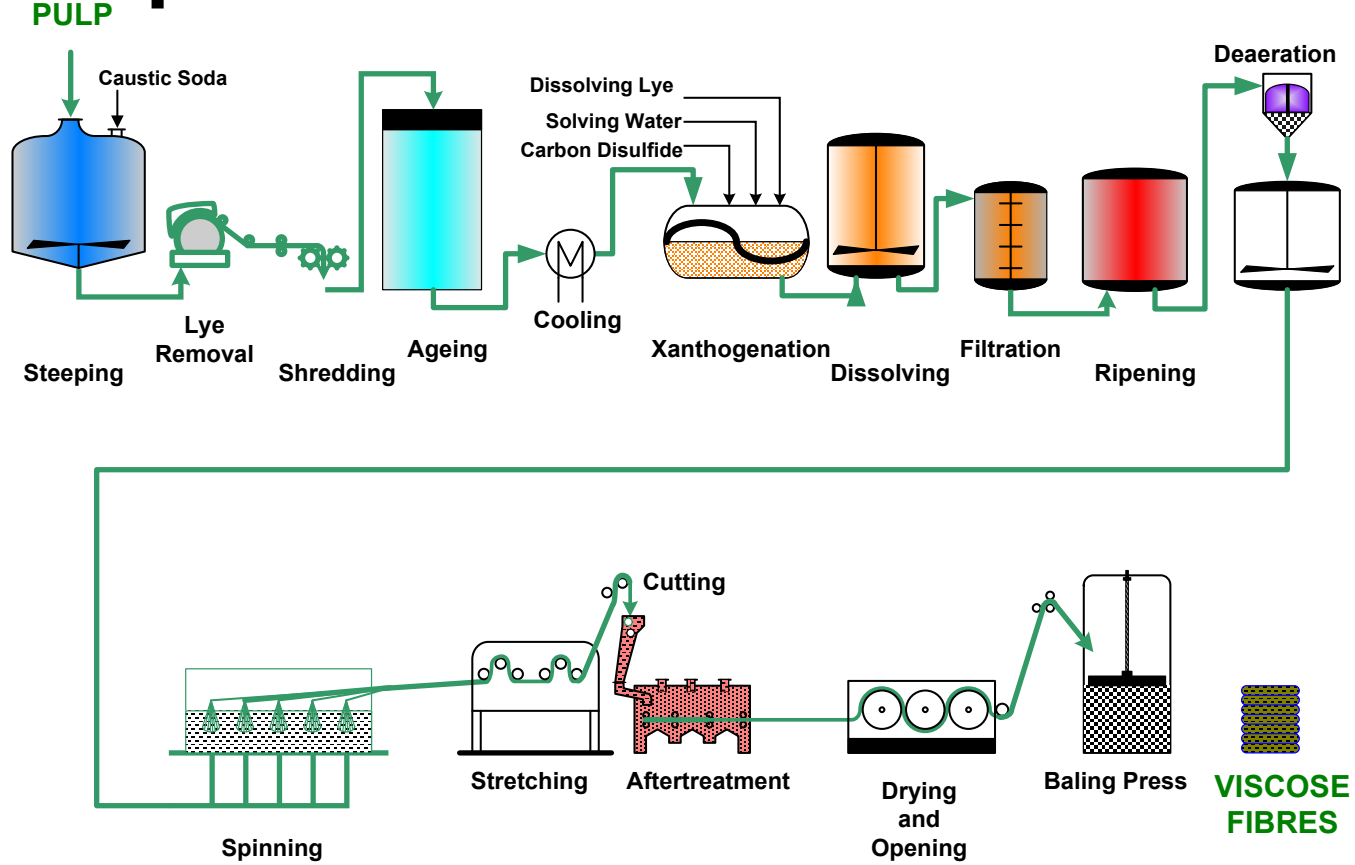 PULP
Caustic Soda
Deaeration
Dissolving Lye
Solving Water
Carbon Disulfide
Steeping
Lye
Removal
Shredding
Ageing
Cooling
Xanthogenation
Dissolving
Filtration
Ripening
Cutting
Spinning
Stretching
Aftertreatment
Drying
and
Opening
Baling Press
VISCOSE
FIBRES